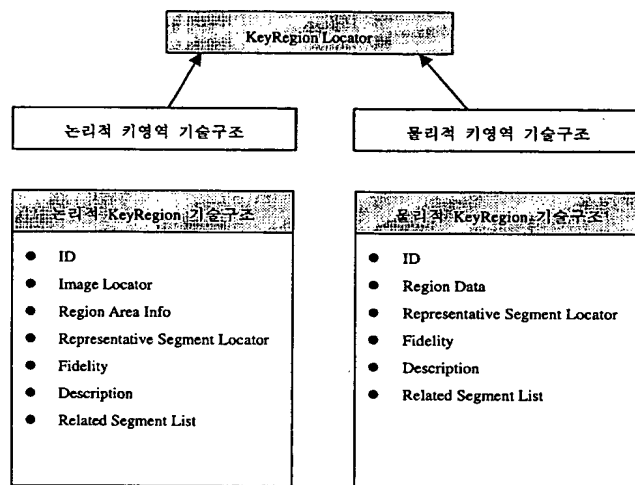 KeyRegion Locator
논리적 키영역 기술구조
물리적 키영역 기술구조
논리적 KeyRegion 기술구조
● ID
● Image Locator
● Region Area Info
● Representative Segment Locator
● Fidelity
● Description
● Related Segment List
물리적 KeyRegion 기술구조
● ID
● Region Data
● Representative Segment Locator
● Fidelity
● Description
● Related Segment List